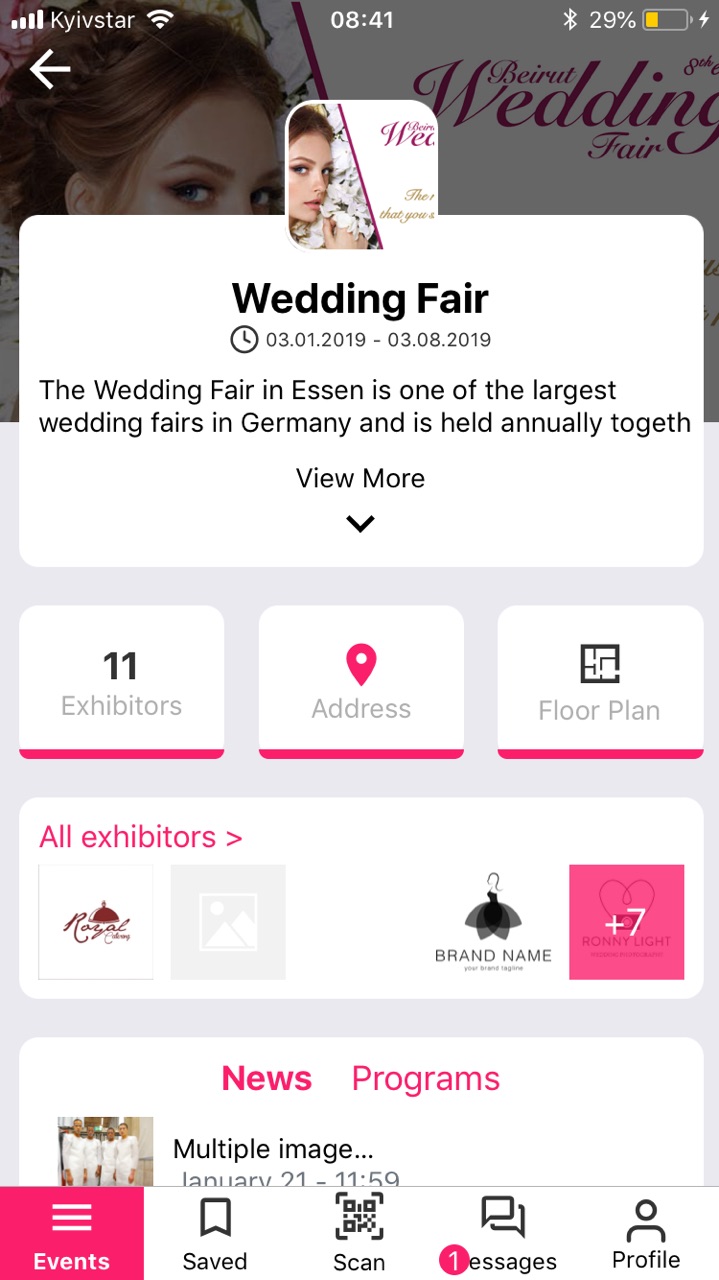 Kyivstar
08:41
29%
8th e
Beirut
Wedding
Fair
Wed
The
that you s
Wedding Fair
03.01.2019 - 03.08.2019
The Wedding Fair in Essen is one of the largest
wedding fairs in Germany and is held annually togeth
View More
11
Exhibitors
Address
Floor Plan
All exhibitors >
Royal
Catering
BRAND NAME
your brand tagline
+7
RONNY LIGHT
WEDDING PHOTOGRAPHY
News
Programs
Multiple image...
January 21 - 11:59
Events
Saved
Scan
1
essages
Profile